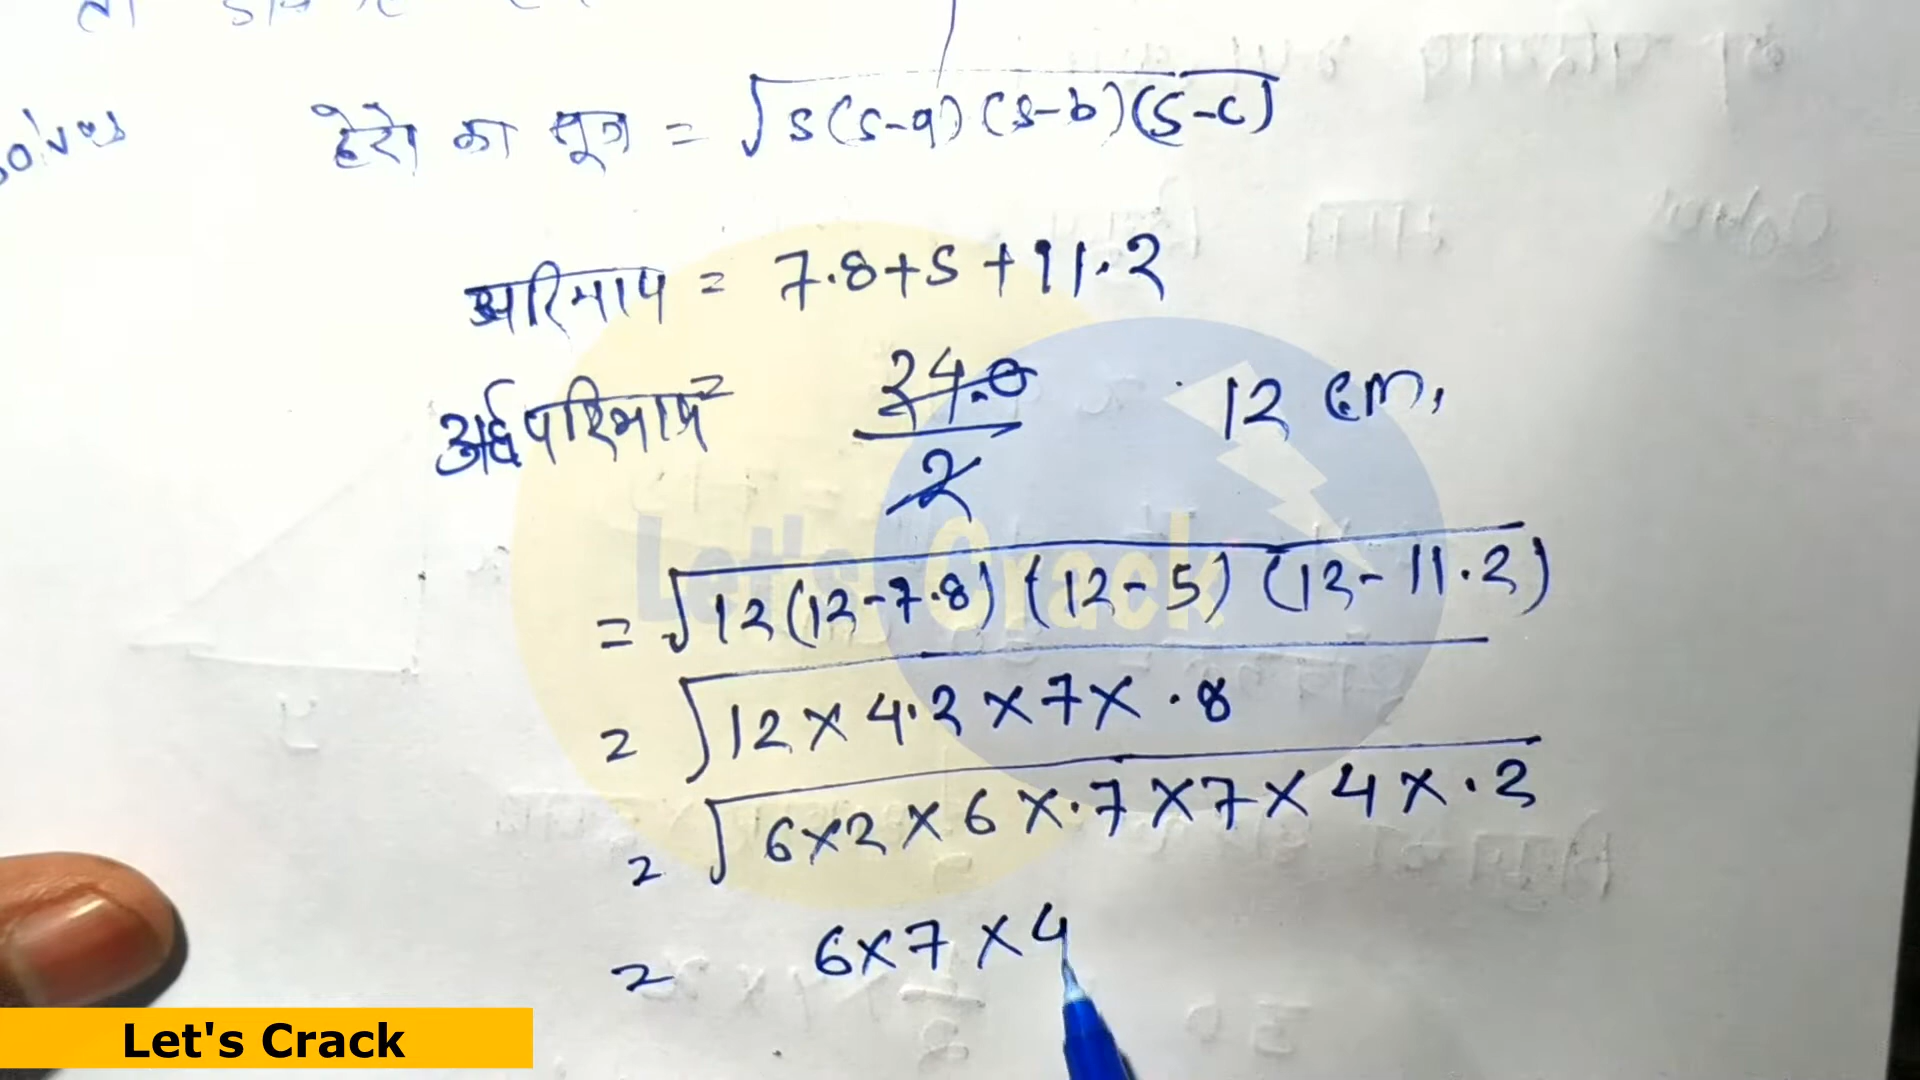 हेरो का सूत्र = √s(s-a)(s-b)(s-c)
परिमाप = 7.8+5+11.2
अर्धपरिमाप = 24.0/2 12 cm.
= √12(12-7.8)(12-5)(12-11.2)
= √12×4.2×7×.8
= √6×2×6×.7×7×4×.2
= 6×7×4
Let's Crack
Let's Crack